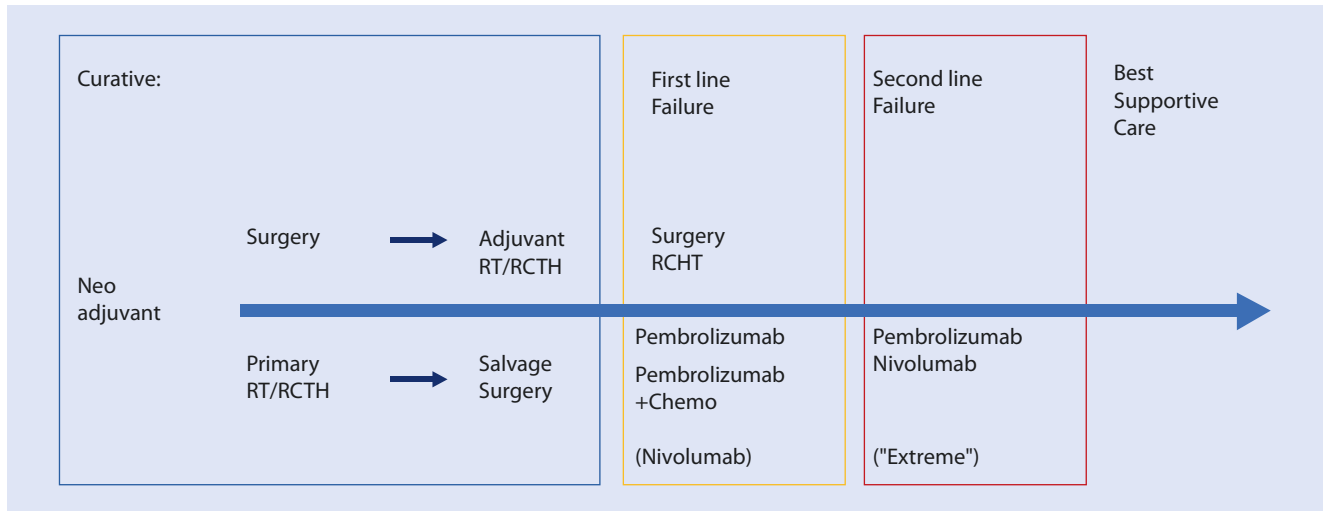 Curative:
Neo
adjuvant
Surgery
Adjuvant
RT/RCTH
Primary
RT/RCTH
Salvage
Surgery
First line
Failure
Surgery
RCHT
Pembrolizumab
Pembrolizumab
+Chemo
(Nivolumab)
Second line
Failure
Pembrolizumab
Nivolumab
("Extreme")
Best
Supportive
Care